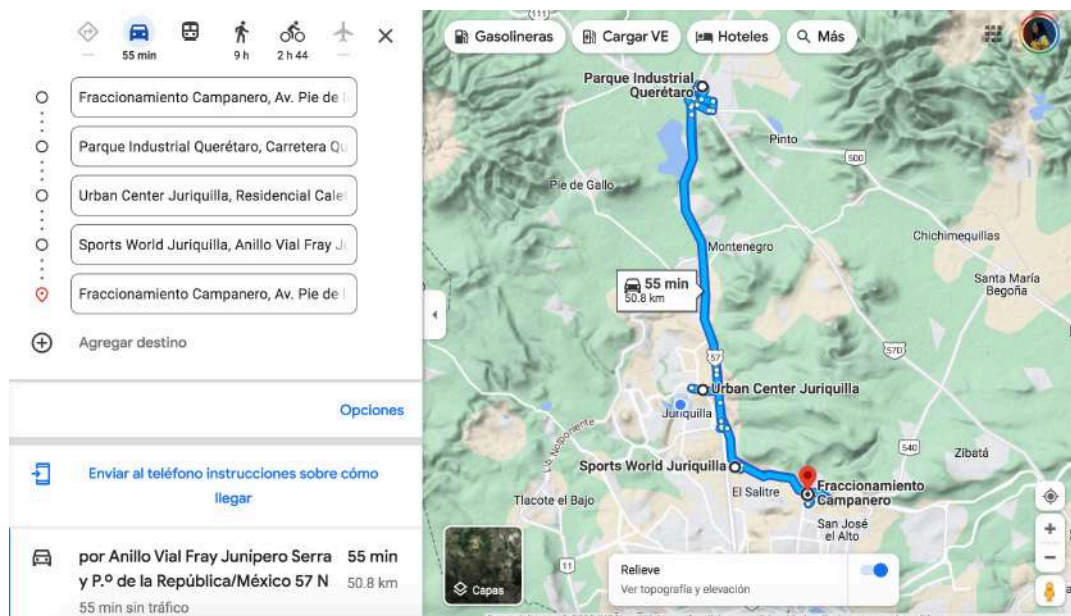 55 min
9 h
2 h 44
Fraccionamiento Campanero, Av. Pie de
Parque Industrial Querétaro, Carretera Qu
Urban Center Juriquilla, Residencial Calet
Sports World Juriquilla, Anillo Vial Fray J
Fraccionamiento Campanero, Av. Pie de
Agregar destino
Opciones
Enviar al teléfono instrucciones sobre cómo
llegar
por Anillo Vial Fray Junípero Serra
y P.º de la República/México 57 N
55 min
50.8 km
55 min sin tráfico
Gasolineras
Cargar VE
Hoteles
Más
111
Parque Industrial
Querétaro
Pinto
500
Pie de Gallo
Chichimequillas
Montenegro
Santa María
Begoña
55 min
50.8 km
57D
57
Urban Center Juriquilla
Juriquilla
540
Zibatá
Sports World Juriquilla
El Salitre
Fraccionamiento
Campanero
Tlacote el Bajo
San José
el Alto
11
Capas
Relieve
Ver topografía y elevación